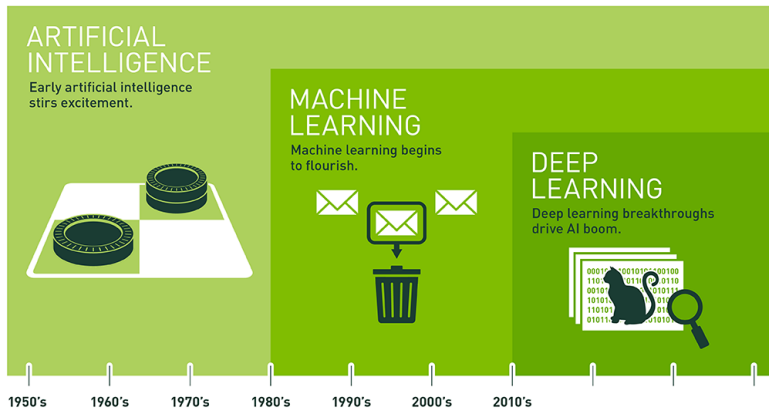 ARTIFICIAL
INTELLIGENCE
Early artificial intelligence
stirs excitement.
MACHINE
LEARNING
Machine learning begins
to flourish.
DEEP
LEARNING
Deep learning breakthroughs
drive AI boom.
1950's 1960's 1970's 1980's 1990's 2000's 2010's